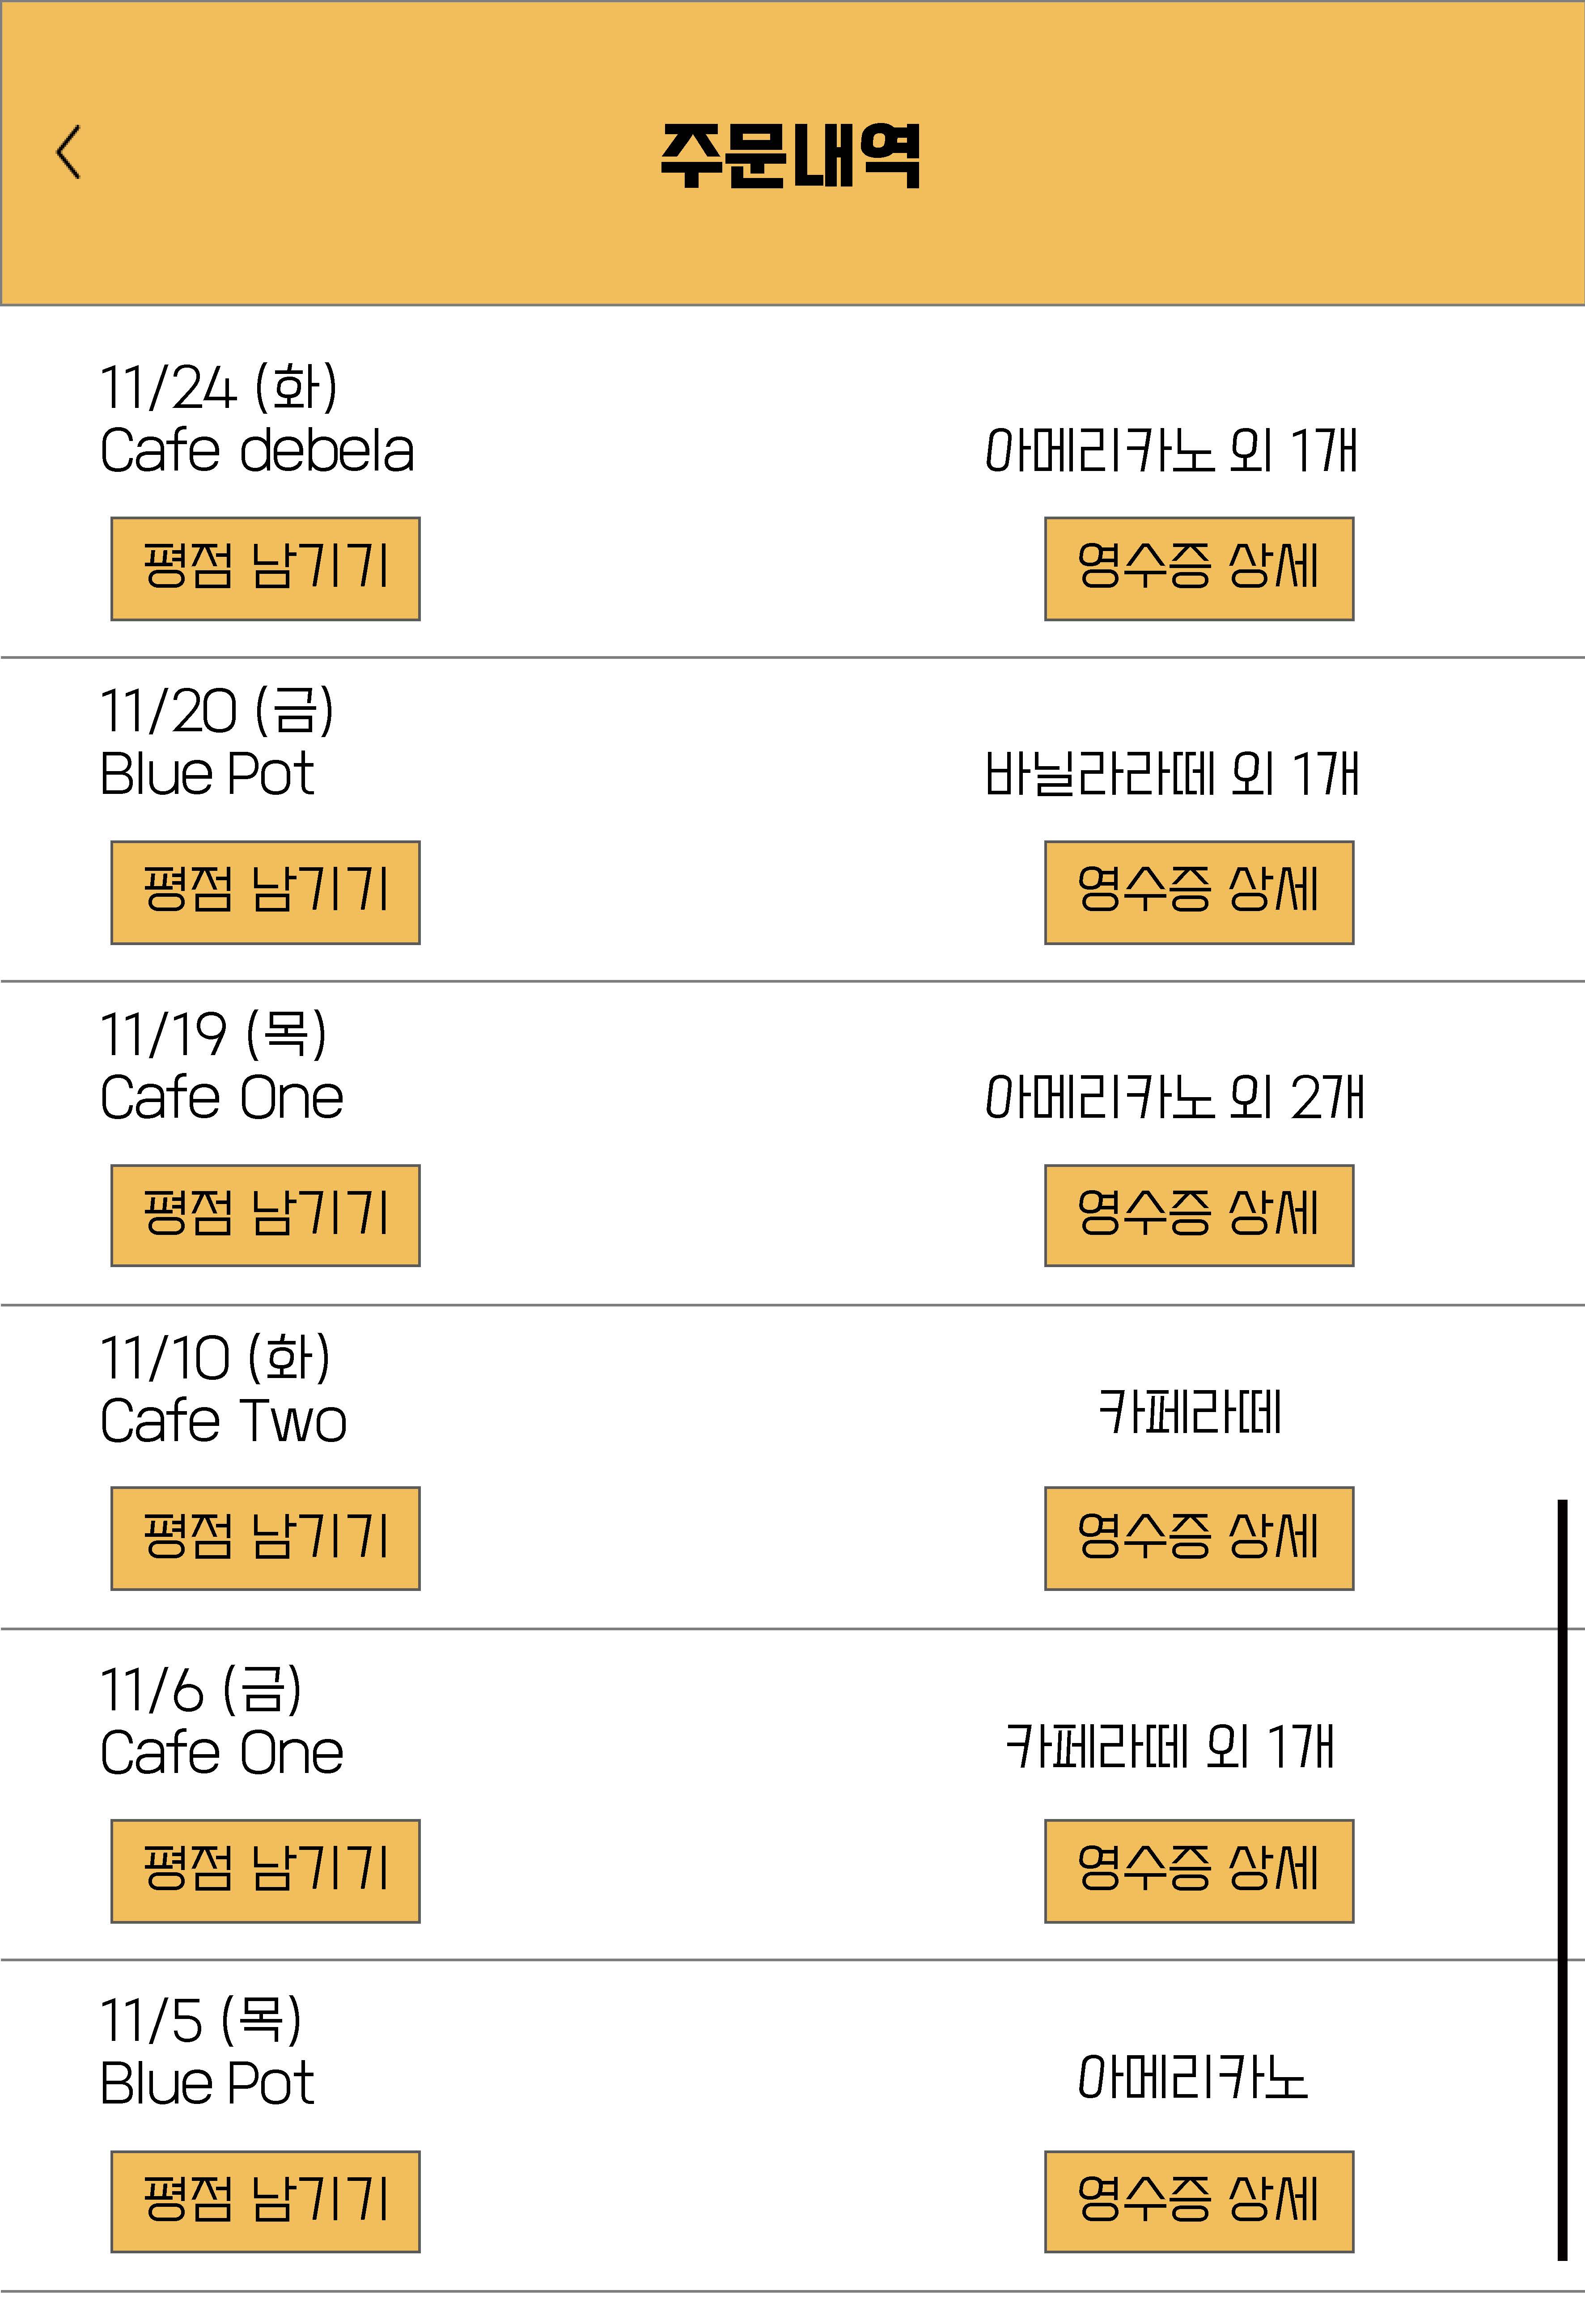 주문내역
11/24 (화)
Cafe debela
아메리카노 외 1개
평점 남기기
영수증 상세
11/20 (금)
Blue Pot
바닐라라떼 외 1개
평점 남기기
영수증 상세
11/19 (목)
Cafe One
아메리카노 외 2개
평점 남기기
영수증 상세
11/10 (화)
Cafe Two
카페라떼
평점 남기기
영수증 상세
11/6 (금)
Cafe One
카페라떼 외 1개
평점 남기기
영수증 상세
11/5 (목)
Blue Pot
아메리카노
평점 남기기
영수증 상세